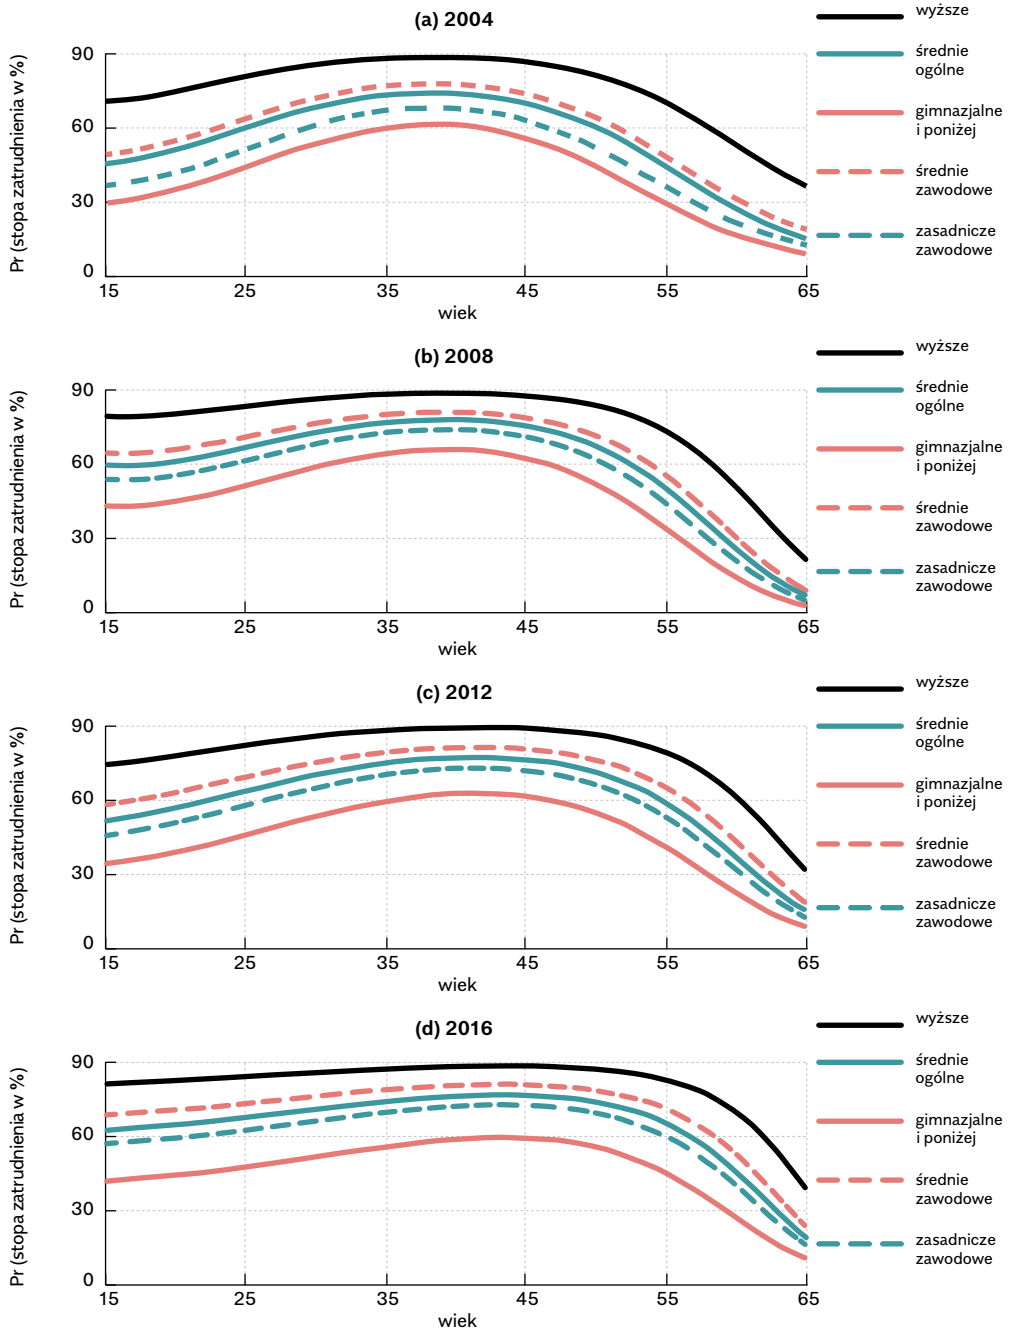 (a) 2004
Pr (stopa zatrudnienia w %)
90
60
30
0
15 25 35 45 55 65
wiek
wyższe
średnie
ogólne
gimnazjalne
i poniżej
średnie
zawodowe
zasadnicze
zawodowe
(b) 2008
Pr (stopa zatrudnienia w %)
90
60
30
0
15 25 35 45 55 65
wiek
wyższe
średnie
ogólne
gimnazjalne
i poniżej
średnie
zawodowe
zasadnicze
zawodowe
(c) 2012
Pr (stopa zatrudnienia w %)
90
60
30
0
15 25 35 45 55 65
wiek
wyższe
średnie
ogólne
gimnazjalne
i poniżej
średnie
zawodowe
zasadnicze
zawodowe
(d) 2016
Pr (stopa zatrudnienia w %)
90
60
30
0
15 25 35 45 55 65
wiek
wyższe
średnie
ogólne
gimnazjalne
i poniżej
średnie
zawodowe
zasadnicze
zawodowe